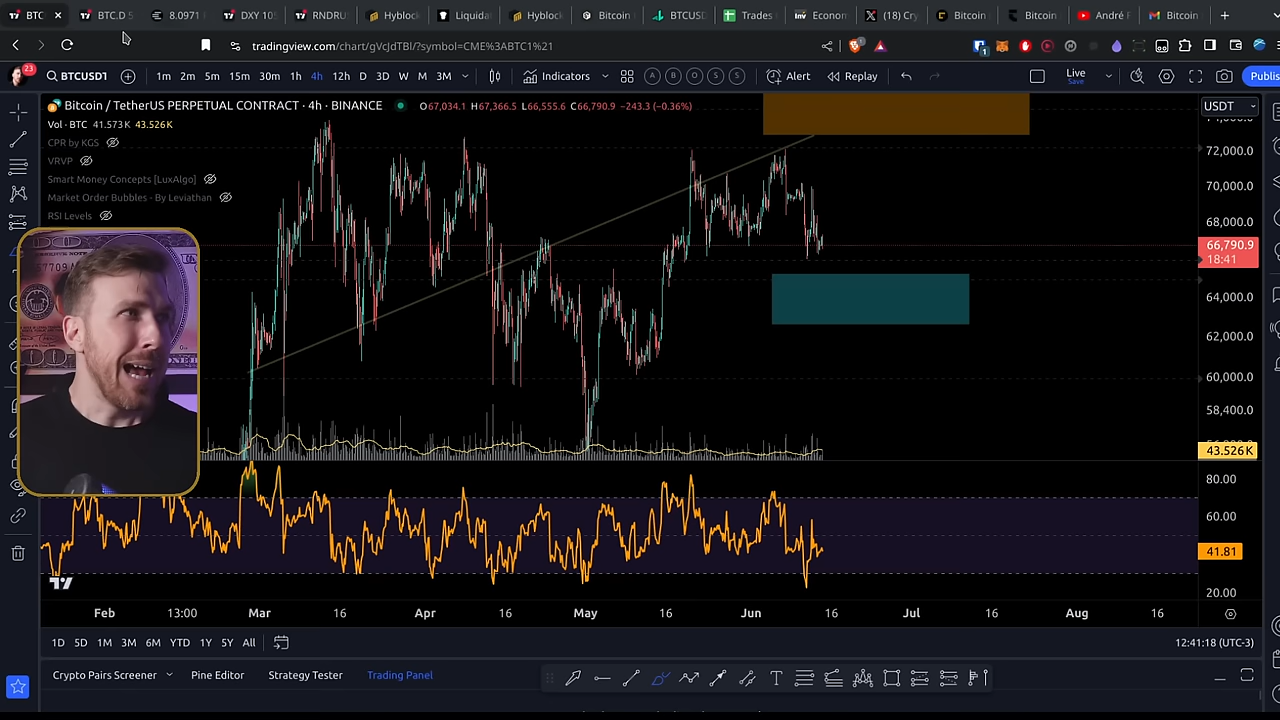 BTC
BTC.D 5
8.0971
DXY 105
RNDRUS
Hyblock
Liquidat
Hyblock
Bitcoin
BTCUSD
Trades
Econom
(18) Cry
Bitcoin
Bitcoin
André F
Bitcoin
tradingview.com/chart/gVcJdTBI/?symbol=CME%3ABTC1%21
23
BTCUSD1
1m 2m 5m 15m 30m 1h 4h 12h D 3D W M 3M
Indicators
Alert
Replay
Live
Save
Publis
Bitcoin / TetherUS PERPETUAL CONTRACT · 4h · BINANCE
O67,034.1 H67,366.5 L66,555.6 C66,790.9 −243.3 (−0.36%)
USDT
Vol · BTC 41.573K 43.526K
CPR by KGS
VRVP
Smart Money Concepts [LuxAlgo]
Market Order Bubbles - By Leviathan
RSI Levels
72,000.0
70,000.0
68,000.0
66,790.9
18:41
64,000.0
62,000.0
60,000.0
58,400.0
43.526K
80.00
60.00
41.81
20.00
Feb 13:00 Mar 16 Apr 16 May 16 Jun 16 Jul 16 Aug 16
1D 5D 1M 3M 6M YTD 1Y 5Y All
12:41:18 (UTC-3)
Crypto Pairs Screener
Pine Editor
Strategy Tester
Trading Panel